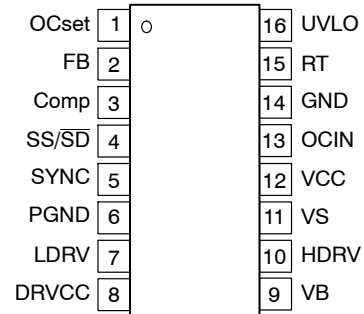 OCset 1 16 UVLO
FB 2 15 RT
Comp 3 14 GND
SS/SD 4 13 OCIN
SYNC 5 12 VCC
PGND 6 11 VS
LDRV 7 10 HDRV
DRVCC 8 9 VB